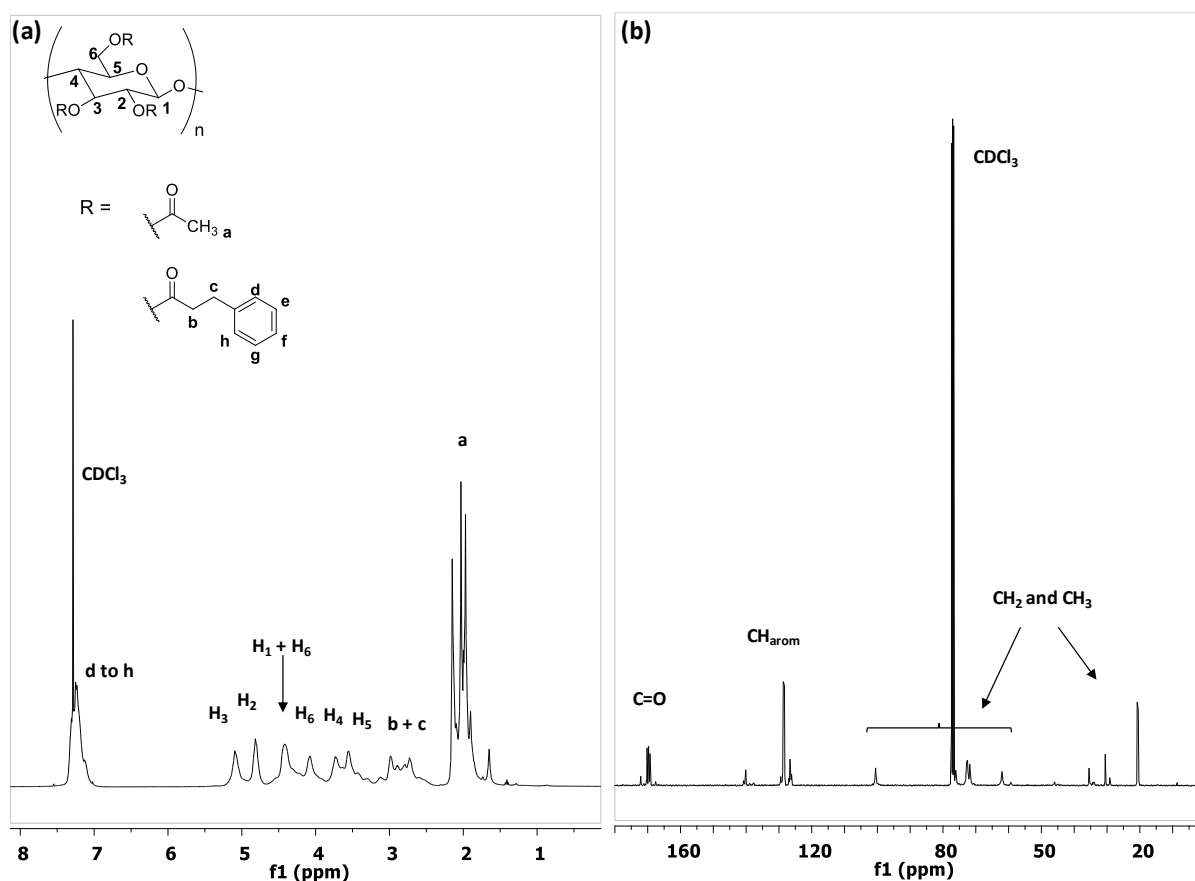 (a)
OR
6
5
O
4
O
RO
3
2
OR
1
n
R =
O
CH₃
a
O
c
d
e
b
h
f
g
CDCl₃
a
d to h
H₁ + H₆
H₃
H₂
H₆
H₄
H₅
b + c
8
7
6
5
4
3
2
1
f1 (ppm)
(b)
CDCl₃
CH₂ and CH₃
CHarom
C=O
160
120
80
50
20
f1 (ppm)